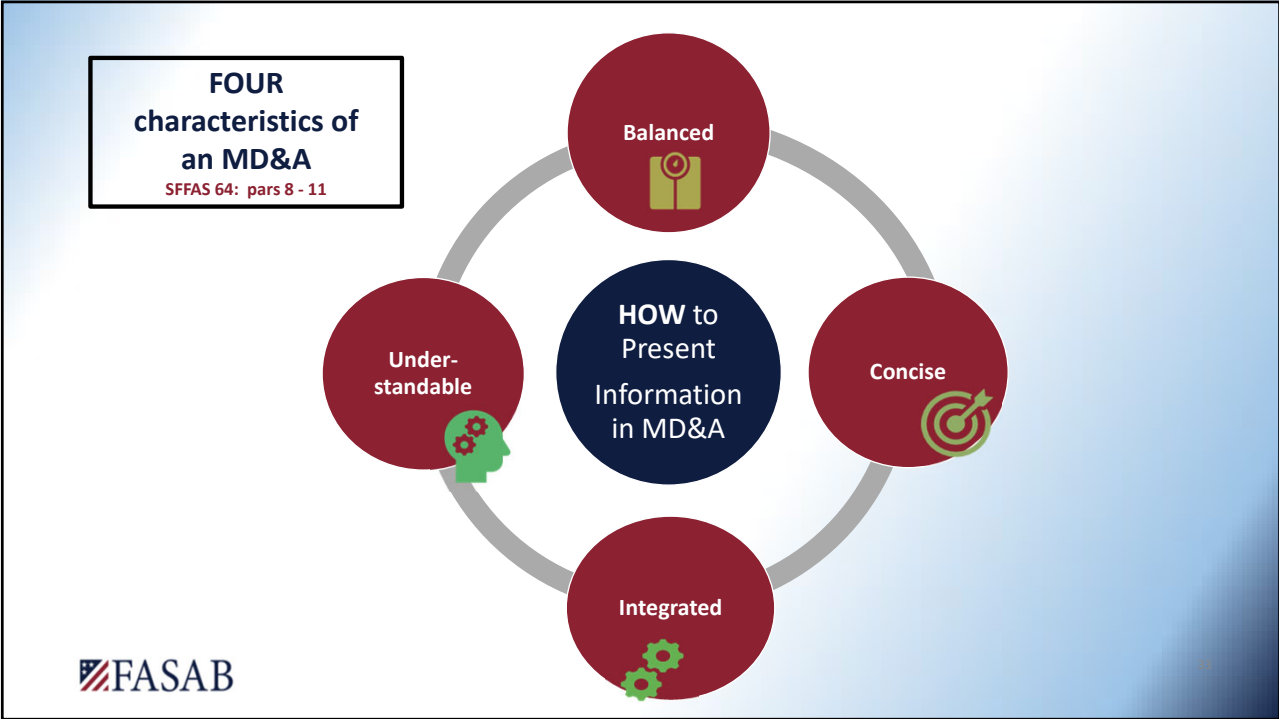 FOUR
characteristics of
an MD&A
SFFAS 64: pars 8 - 11
Balanced
HOW to
Present
Information
in MD&A
Under-
standable
Concise
Integrated
FASAB